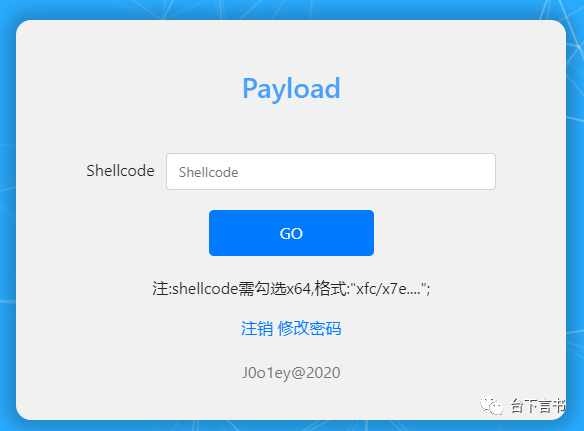 Payload
Shellcode Shellcode
GO
注:shellcode需勾选x64,格式:"xfc/x7e....";
注销 修改密码
J0o1ey@2020
台下言书